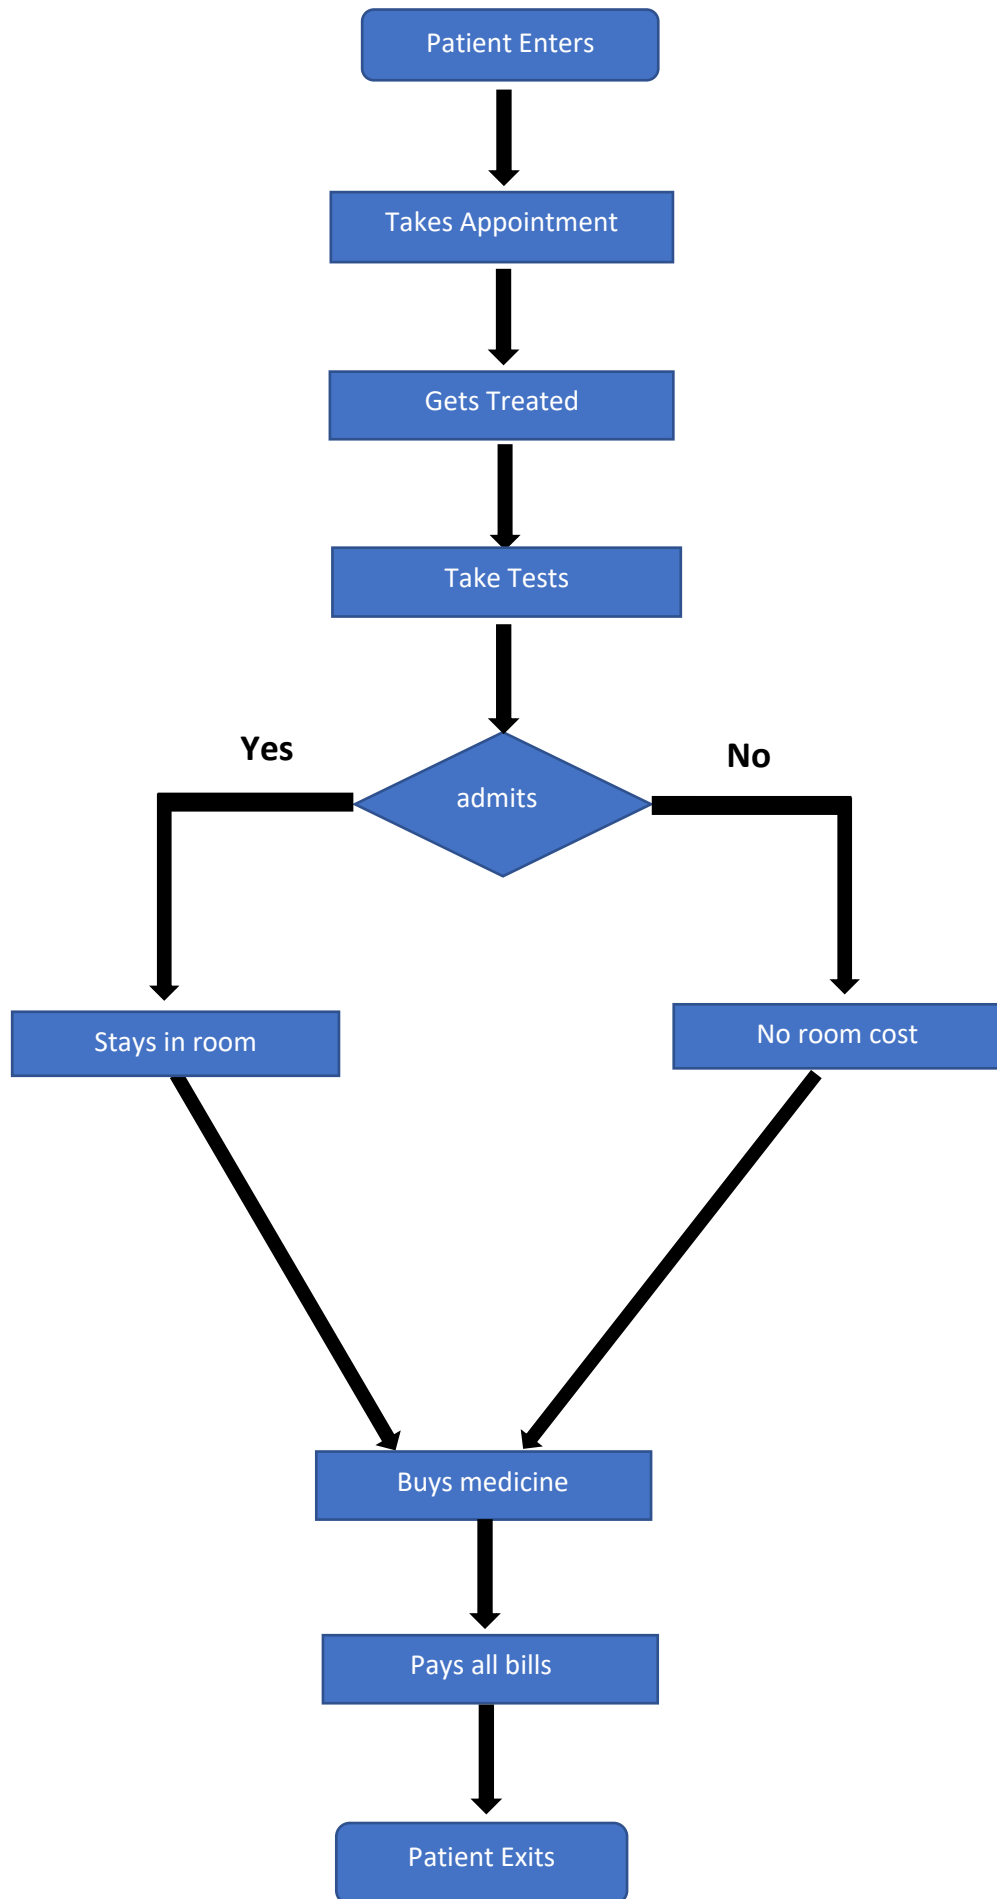 Patient Enters
Takes Appointment
Gets Treated
Take Tests
Yes
No
admits
Stays in room
No room cost
Buys medicine
Pays all bills
Patient Exits